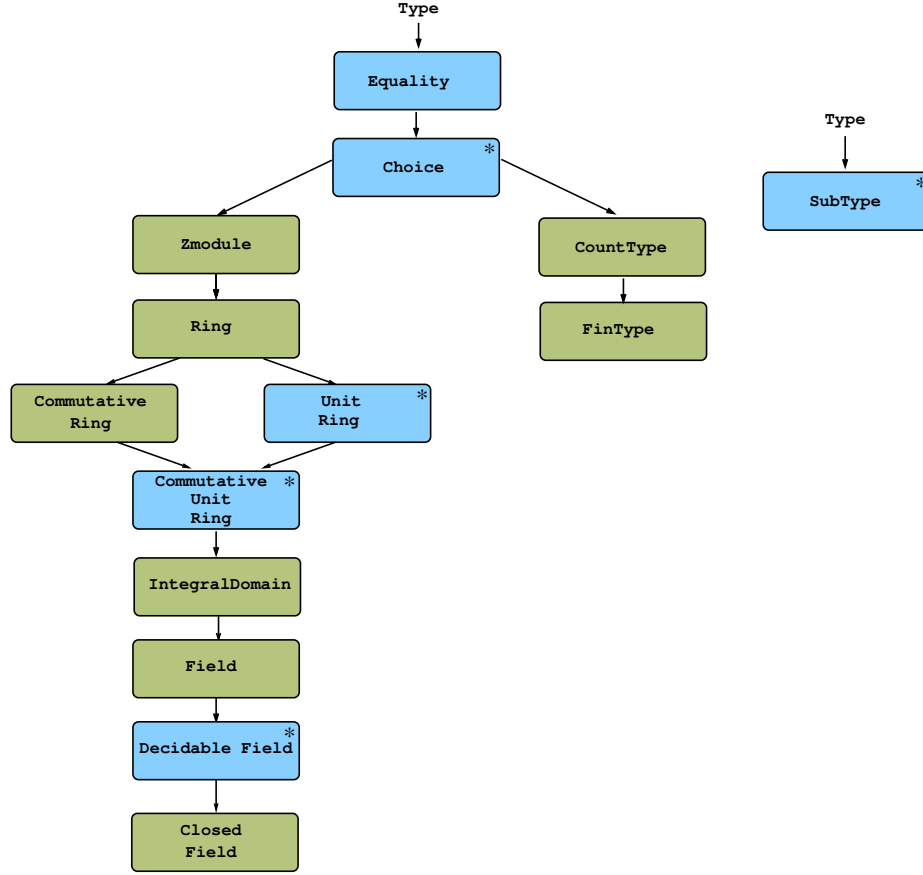 Type
Equality
Choice
*
Type
SubType
*
Zmodule
CountType
Ring
FinType
Commutative
Ring
Unit
Ring
*
Commutative
Unit
Ring
*
IntegralDomain
Field
Decidable Field
*
Closed
Field